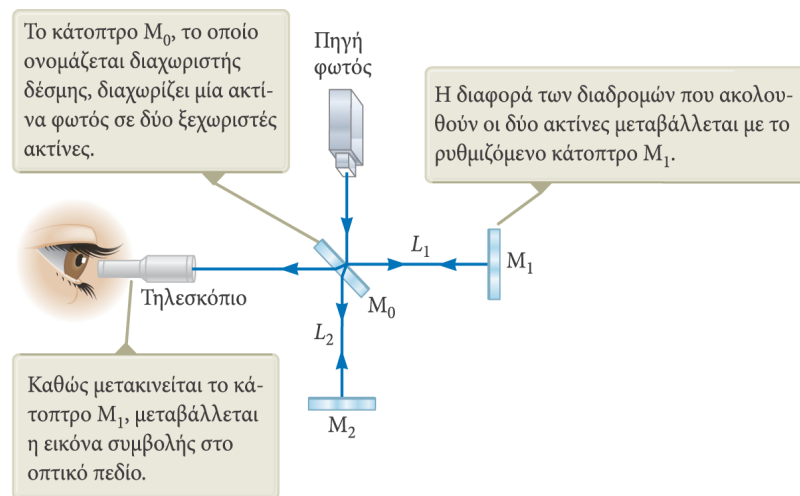 Το κάτοπτρο M₀, το οποίο
ονομάζεται διαχωριστής
δέσμης, διαχωρίζει μία ακτί-
να φωτός σε δύο ξεχωριστές
ακτίνες.
Πηγή
φωτός
Η διαφορά των διαδρομών που ακολου-
θούν οι δύο ακτίνες μεταβάλλεται με το
ρυθμιζόμενο κάτοπτρο M₁.
L₁
M₁
Τηλεσκόπιο
M₀
L₂
M₂
Καθώς μετακινείται το κά-
τοπτρο M₁, μεταβάλλεται
η εικόνα συμβολής στο
οπτικό πεδίο.